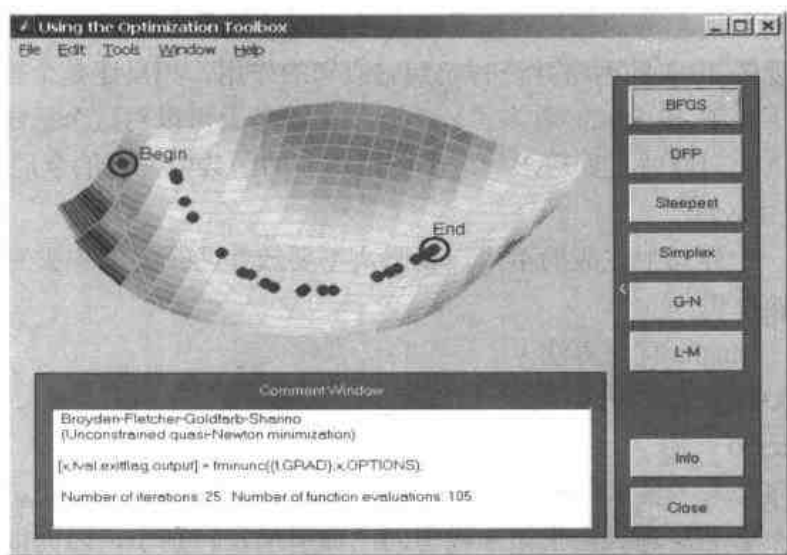 Using the Optimization Toolbox
File Edit Tools Window Help
Begin
End
BFGS
DFP
Steepest
Simplex
G-N
L-M
Info
Close
Comment Window
Broyden-Fletcher-Goldfarb-Shanno
(Unconstrained quasi-Newton minimization)
[x,fval,exitflag,output] = fminunc({f,GRAD},x,OPTIONS);
Number of iterations: 25. Number of function evaluations: 105